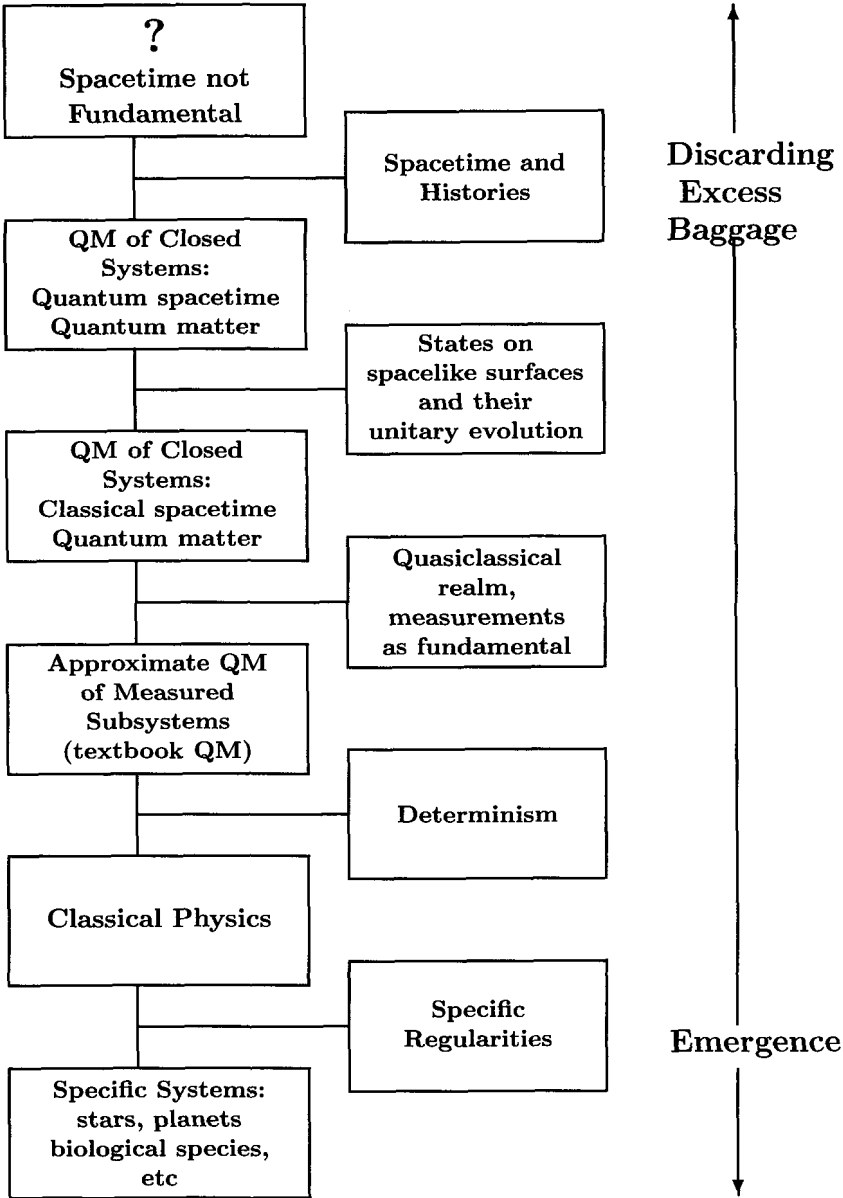 ?
Spacetime not
Fundamental
Spacetime and
Histories
Discarding
Excess
Baggage
QM of Closed
Systems:
Quantum spacetime
Quantum matter
States on
spacelike surfaces
and their
unitary evolution
QM of Closed
Systems:
Classical spacetime
Quantum matter
Quasiclassical
realm,
measurements
as fundamental
Approximate QM
of Measured
Subsystems
(textbook QM)
Determinism
Classical Physics
Specific
Regularities
Emergence
Specific Systems:
stars, planets
biological species,
etc